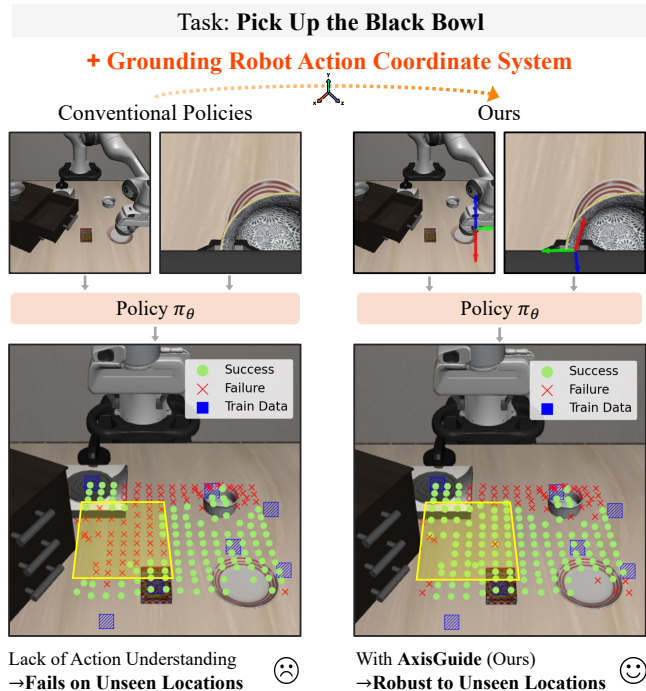 Task: Pick Up the Black Bowl
+ Grounding Robot Action Coordinate System
Y
X
Z
Conventional Policies
Ours
Policy πθ
Policy πθ
Success
Failure
Train Data
Success
Failure
Train Data
Lack of Action Understanding
→Fails on Unseen Locations
With AxisGuide (Ours)
→Robust to Unseen Locations